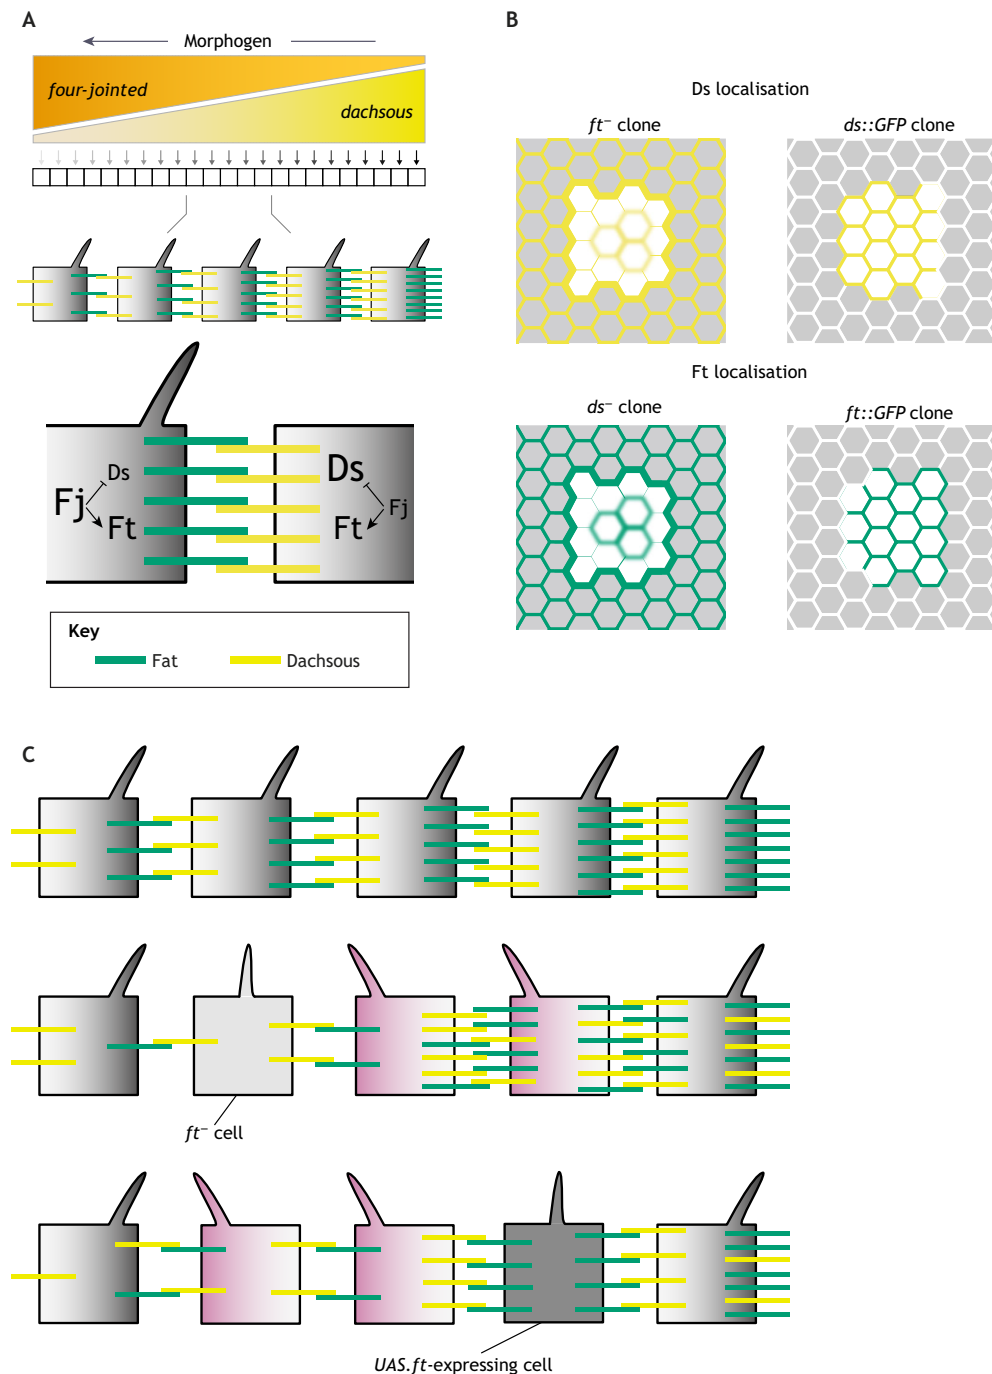 A
Morphogen
four-jointed
dachsous
Fj
Ds
Ft
Ds
Fj
Ft
Key
Fat
Dachsous
B
Ds localisation
ft⁻ clone
ds::GFP clone
Ft localisation
ds⁻ clone
ft::GFP clone
C
ft⁻ cell
UAS.ft-expressing cell